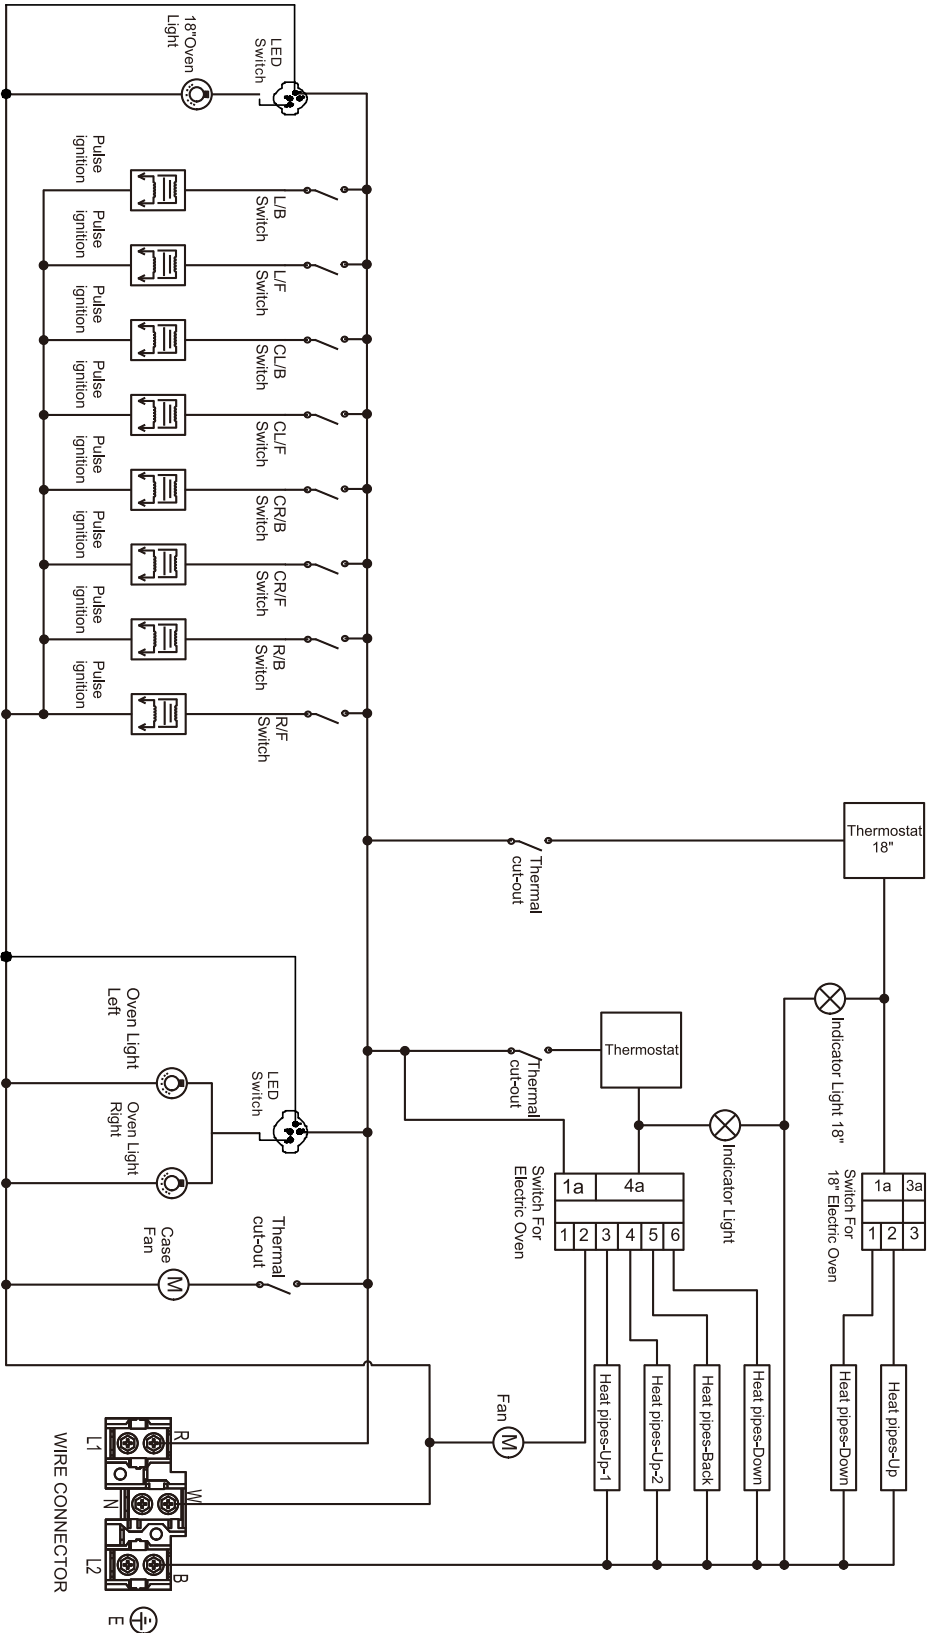 18"Oven
Light
LED
Switch
Pulse
ignition
L/B
Switch
Pulse
ignition
L/F
Switch
Pulse
ignition
CL/B
Switch
Pulse
ignition
CL/F
Switch
Pulse
ignition
CR/B
Switch
Pulse
ignition
CR/F
Switch
Pulse
ignition
R/B
Switch
Pulse
ignition
R/F
Switch
Thermostat
18"
Thermal
cut-out
Indicator Light 18"
Thermostat
Thermal
cut-out
Indicator Light
Oven Light
Left
Oven Light
Right
LED
Switch
Switch For
Electric Oven
1a 4a
1 2 3 4 5 6
Switch For
18" Electric Oven
1a 3a
1 2 3
Case
Fan
M
Thermal
cut-out
Fan
M
Heat pipes-Up-1
Heat pipes-Up-2
Heat pipes-Back
Heat pipes-Down
Heat pipes-Down
Heat pipes-Up
WIRE CONNECTOR
L1
R
N
W
L2
B
E